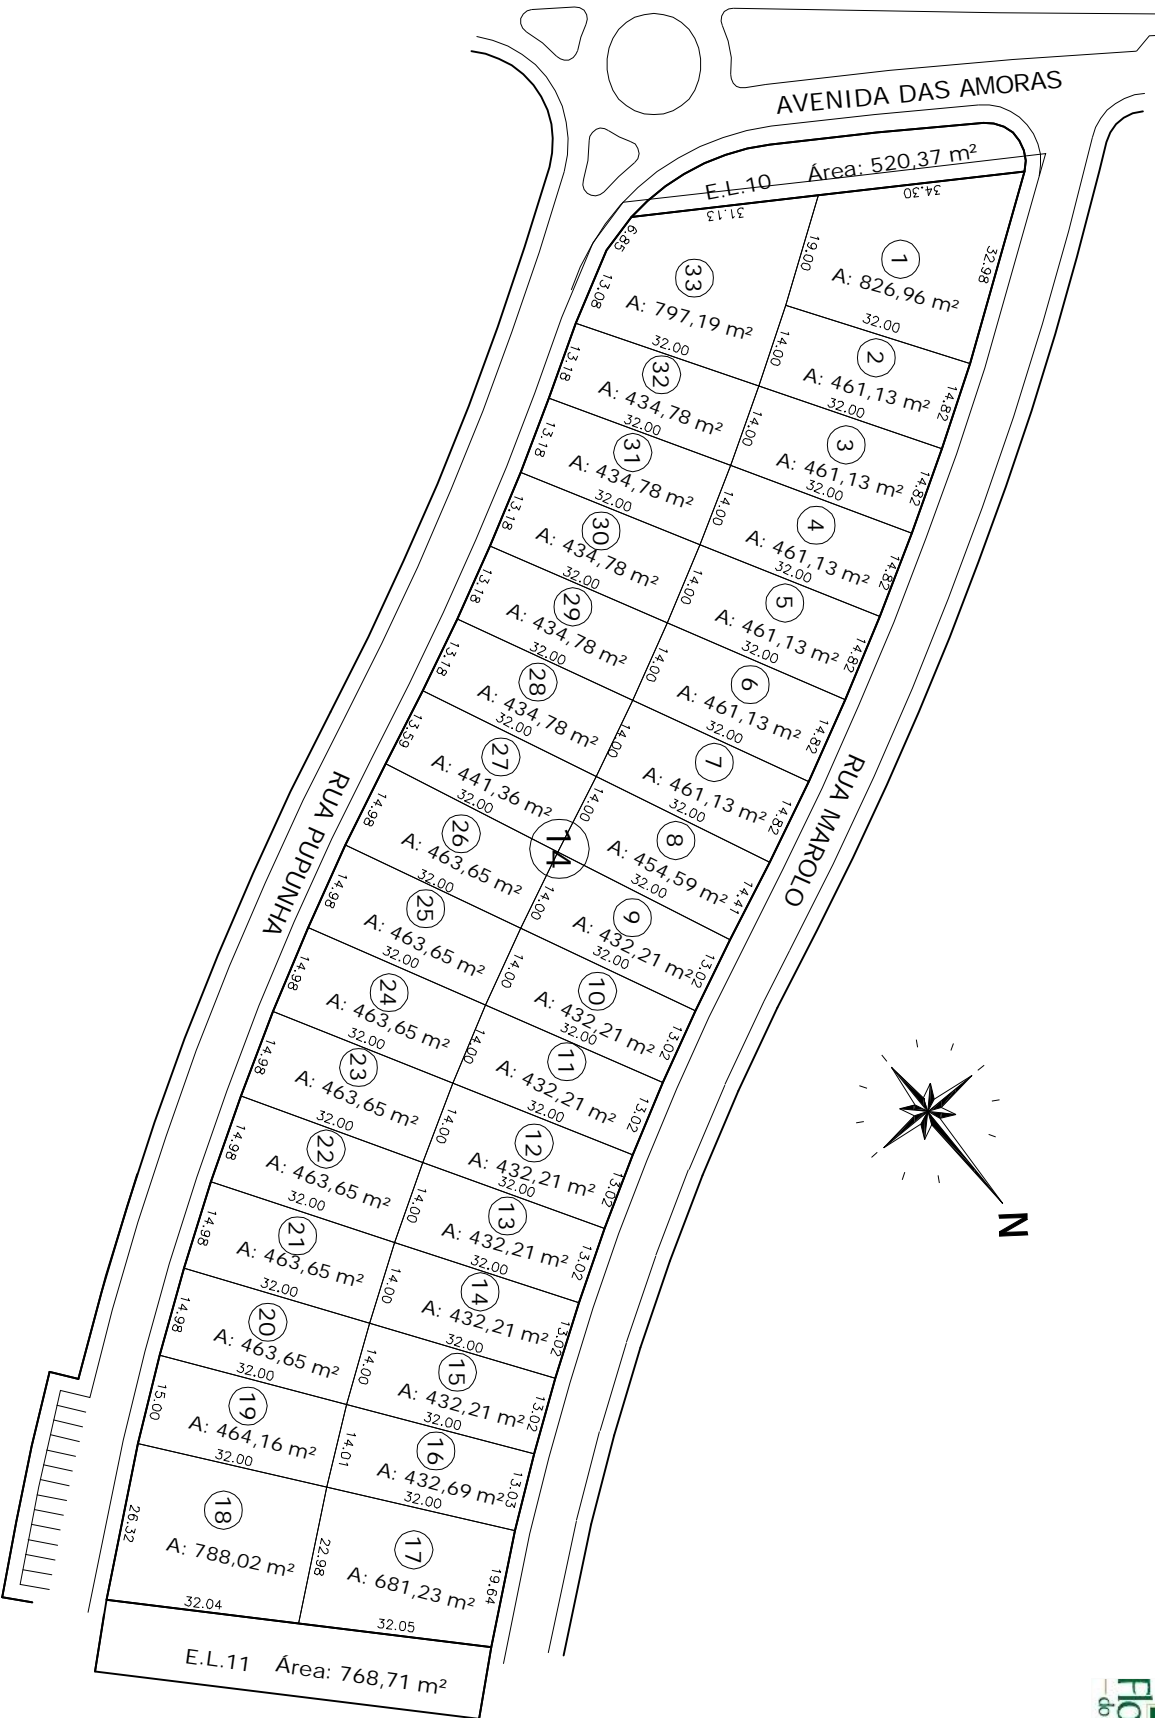 AVENIDA DAS AMORAS
E.L.10 Área: 520,37 m²
31.13
34.30
6.85
13.08
19.00
32.98
33
A: 797,19 m²
32.00
1
A: 826,96 m²
32.00
13.18
32
A: 434,78 m²
32.00
14.00
2
A: 461,13 m²
32.00
14.82
13.18
31
A: 434,78 m²
32.00
14.00
3
A: 461,13 m²
32.00
14.82
13.18
30
A: 434,78 m²
32.00
14.00
4
A: 461,13 m²
32.00
14.82
13.18
29
A: 434,78 m²
32.00
14.00
5
A: 461,13 m²
32.00
14.82
13.18
28
A: 434,78 m²
32.00
14.00
6
A: 461,13 m²
32.00
14.82
13.59
27
A: 441,36 m²
32.00
14.00
7
A: 461,13 m²
32.00
14.82
RUA PUPUNHA
RUA MAROLO
14
14.98
26
A: 463,65 m²
32.00
14.00
8
A: 454,59 m²
32.00
14.41
14.98
25
A: 463,65 m²
32.00
14.00
9
A: 432,21 m²
32.00
13.02
14.98
24
A: 463,65 m²
32.00
14.00
10
A: 432,21 m²
32.00
13.02
14.98
23
A: 463,65 m²
32.00
14.00
11
A: 432,21 m²
32.00
13.02
14.98
22
A: 463,65 m²
32.00
14.00
12
A: 432,21 m²
32.00
13.02
14.98
21
A: 463,65 m²
32.00
14.00
13
A: 432,21 m²
32.00
13.02
14.98
20
A: 463,65 m²
32.00
14.00
14
A: 432,21 m²
32.00
13.02
15.00
19
A: 464,16 m²
32.00
14.00
15
A: 432,21 m²
32.00
13.02
14.01
16
A: 432,69 m²
32.00
13.03
26.32
18
A: 788,02 m²
32.04
22.98
17
A: 681,23 m²
32.05
19.64
E.L.11 Área: 768,71 m²
N
Flo
do